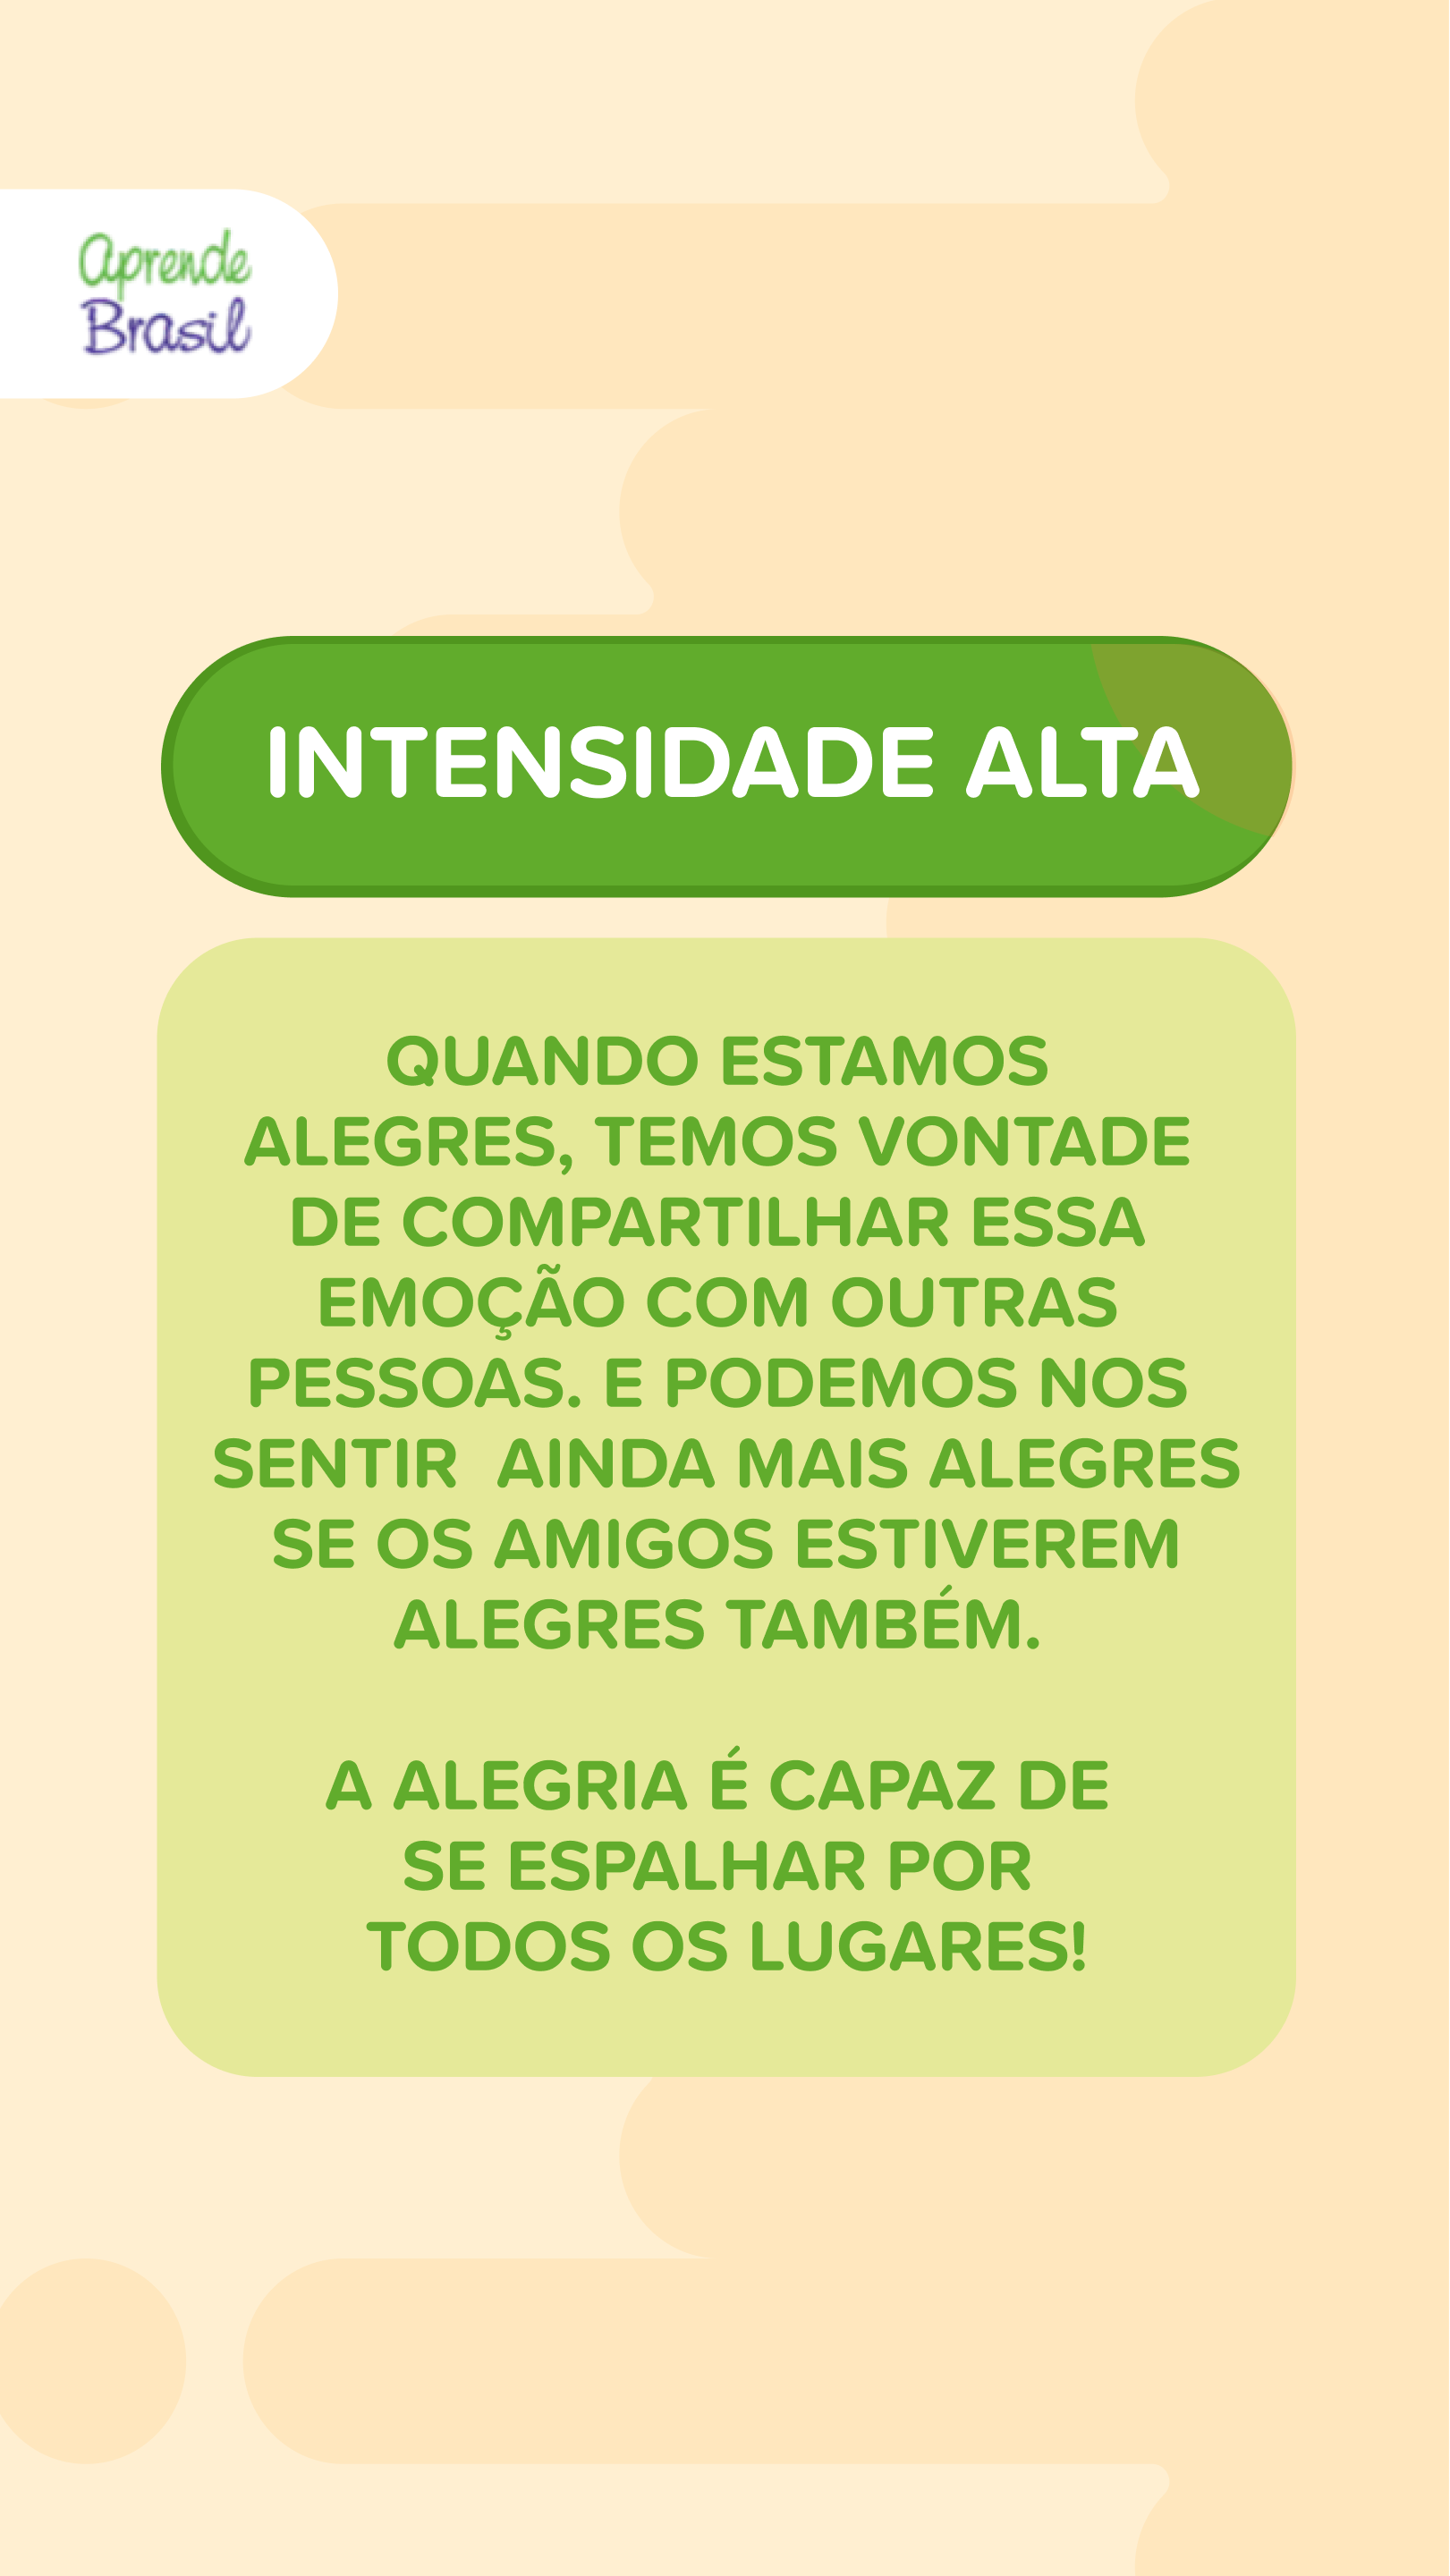 aprende
Brasil
INTENSIDADE ALTA
QUANDO ESTAMOS
ALEGRES, TEMOS VONTADE
DE COMPARTILHAR ESSA
EMOÇÃO COM OUTRAS
PESSOAS. E PODEMOS NOS
SENTIR  AINDA MAIS ALEGRES
SE OS AMIGOS ESTIVEREM
ALEGRES TAMBÉM.
A ALEGRIA É CAPAZ DE
SE ESPALHAR POR
TODOS OS LUGARES!